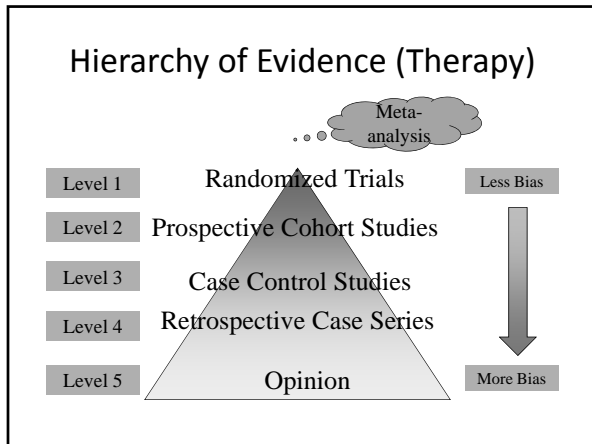 Hierarchy of Evidence (Therapy)
Meta-
analysis
Level 1
Randomized Trials
Less Bias
Level 2
Prospective Cohort Studies
Level 3
Case Control Studies
Level 4
Retrospective Case Series
Level 5
Opinion
More Bias